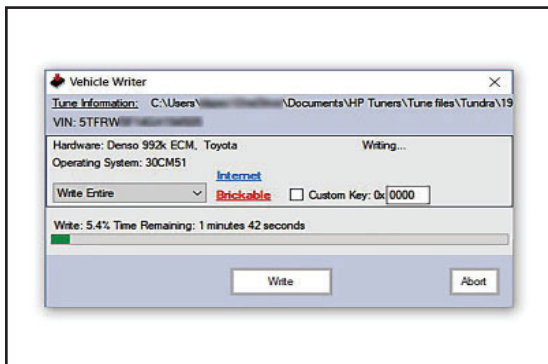 Vehicle Writer
Tune Information: C:\Users\ \Documents\HP Tuners\Tune files\Tundra\19
VIN: 5TFRW
Hardware: Denso 992k ECM, Toyota Writing...
Operating System: 30CM51
Internet
Write Entire Brickable Custom Key: 0x 0000
Write: 5.4% Time Remaining: 1 minutes 42 seconds
Write Abort